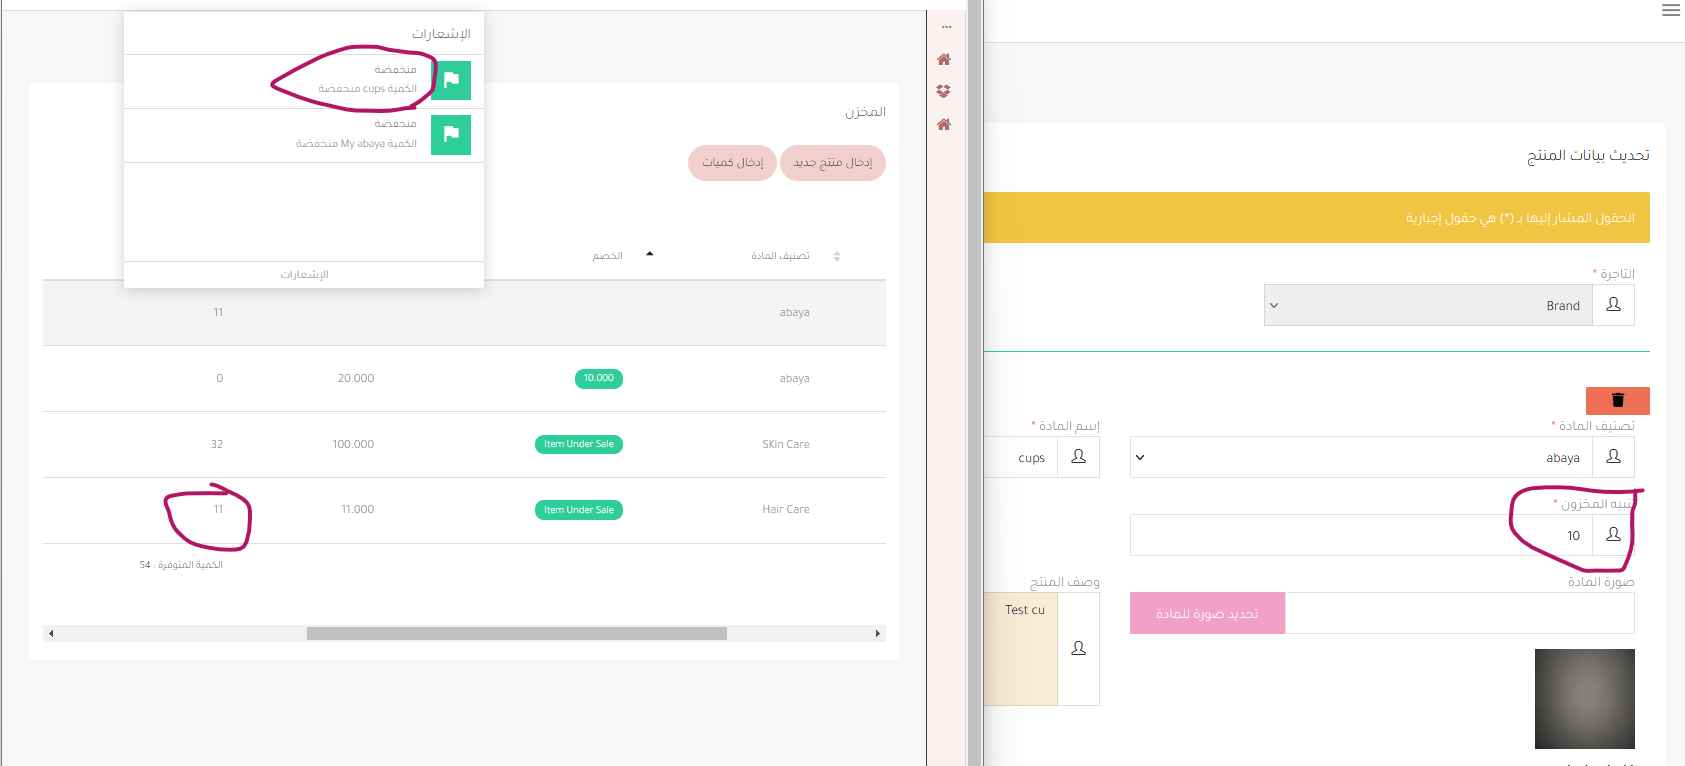 الإشعارات
منخفضة
الكمية cups منخفضة
منخفضة
الكمية My abaya منخفضة
الإشعارات
المخزن
إدخال منتج جديد
إدخال كميات
تصنيف المادة
الخصم
abaya
11
abaya
10.000
20.000
0
SKin Care
Item Under Sale
100.000
32
Hair Care
Item Under Sale
11.000
11
الكمية المتوفرة : 54
تحديث بيانات المنتج
الحقول المشار إليها بـ (*) هي حقول إجبارية
التاجرة *
Brand
تصنيف المادة *
إسم المادة *
abaya
cups
تنبيه المخزون *
10
صورة المادة
وصف المنتج
تحديد صورة للمادة
Test cu